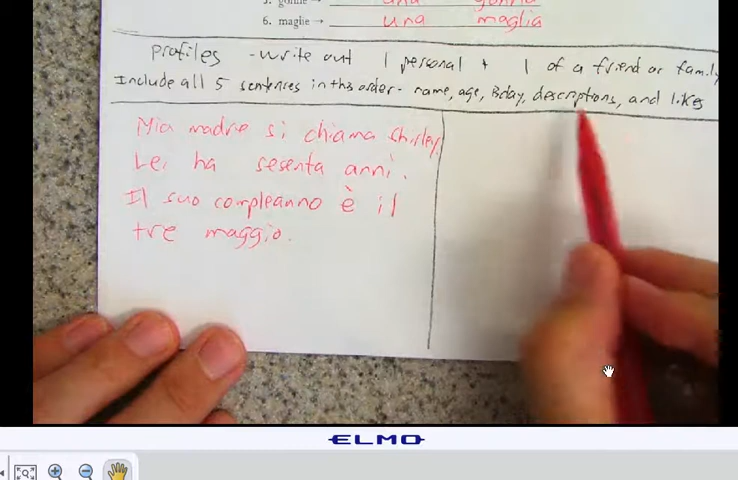 6. maglie → una maglia
Profiles - write out 1 personal + 1 of a friend or family
Include all 5 sentences in this order - name, age, Bday, descriptions, and likes
Mia madre si chiama Shirley.
Lei ha sesenta anni.
Il suo compleanno è il
tre maggio.
ELMO